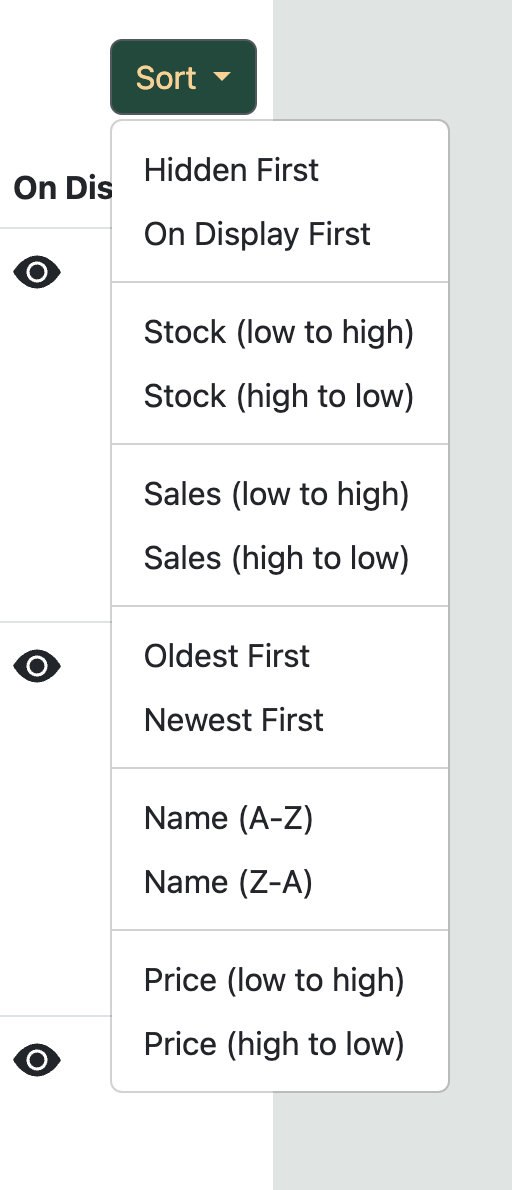 Sort
On Dis
Hidden First
On Display First
Stock (low to high)
Stock (high to low)
Sales (low to high)
Sales (high to low)
Oldest First
Newest First
Name (A-Z)
Name (Z-A)
Price (low to high)
Price (high to low)